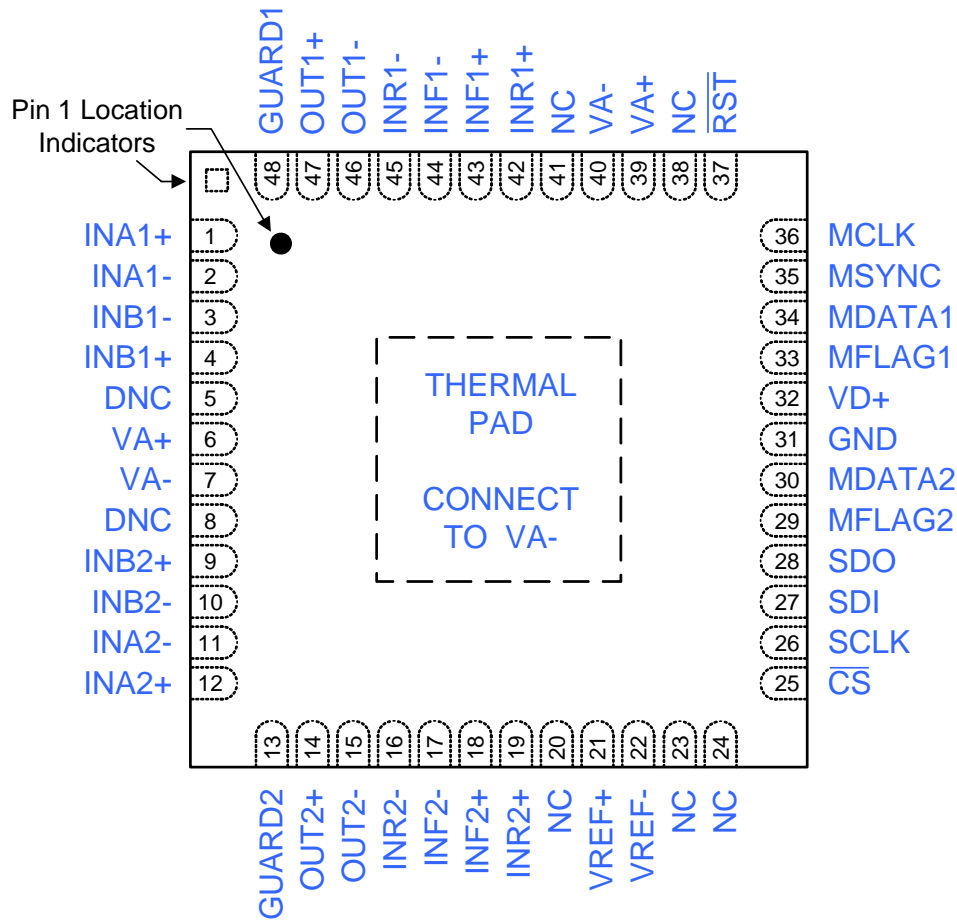 GUARD1
OUT1+
OUT1-
INR1-
INF1-
INF1+
INR1+
NC
VA-
VA+
NC
RST
Pin 1 Location
Indicators
48
47
46
45
44
43
42
41
40
39
38
37
INA1+ 1
INA1- 2
INB1- 3
INB1+ 4
DNC 5
VA+ 6
VA- 7
DNC 8
INB2+ 9
INB2- 10
INA2- 11
INA2+ 12
THERMAL
PAD
CONNECT
TO VA-
36 MCLK
35 MSYNC
34 MDATA1
33 MFLAG1
32 VD+
31 GND
30 MDATA2
29 MFLAG2
28 SDO
27 SDI
26 SCLK
25 CS
13
14
15
16
17
18
19
20
21
22
23
24
GUARD2
OUT2+
OUT2-
INR2-
INF2-
INF2+
INR2+
NC
VREF+
VREF-
NC
NC